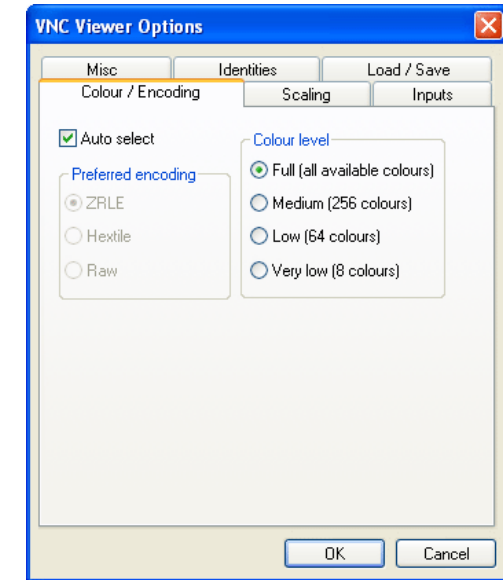 VNC Viewer Options
Misc Identities Load / Save
Colour / Encoding Scaling Inputs
Auto select
Preferred encoding
ZRLE
Hextile
Raw
Colour level
Full (all available colours)
Medium (256 colours)
Low (64 colours)
Very low (8 colours)
OK Cancel